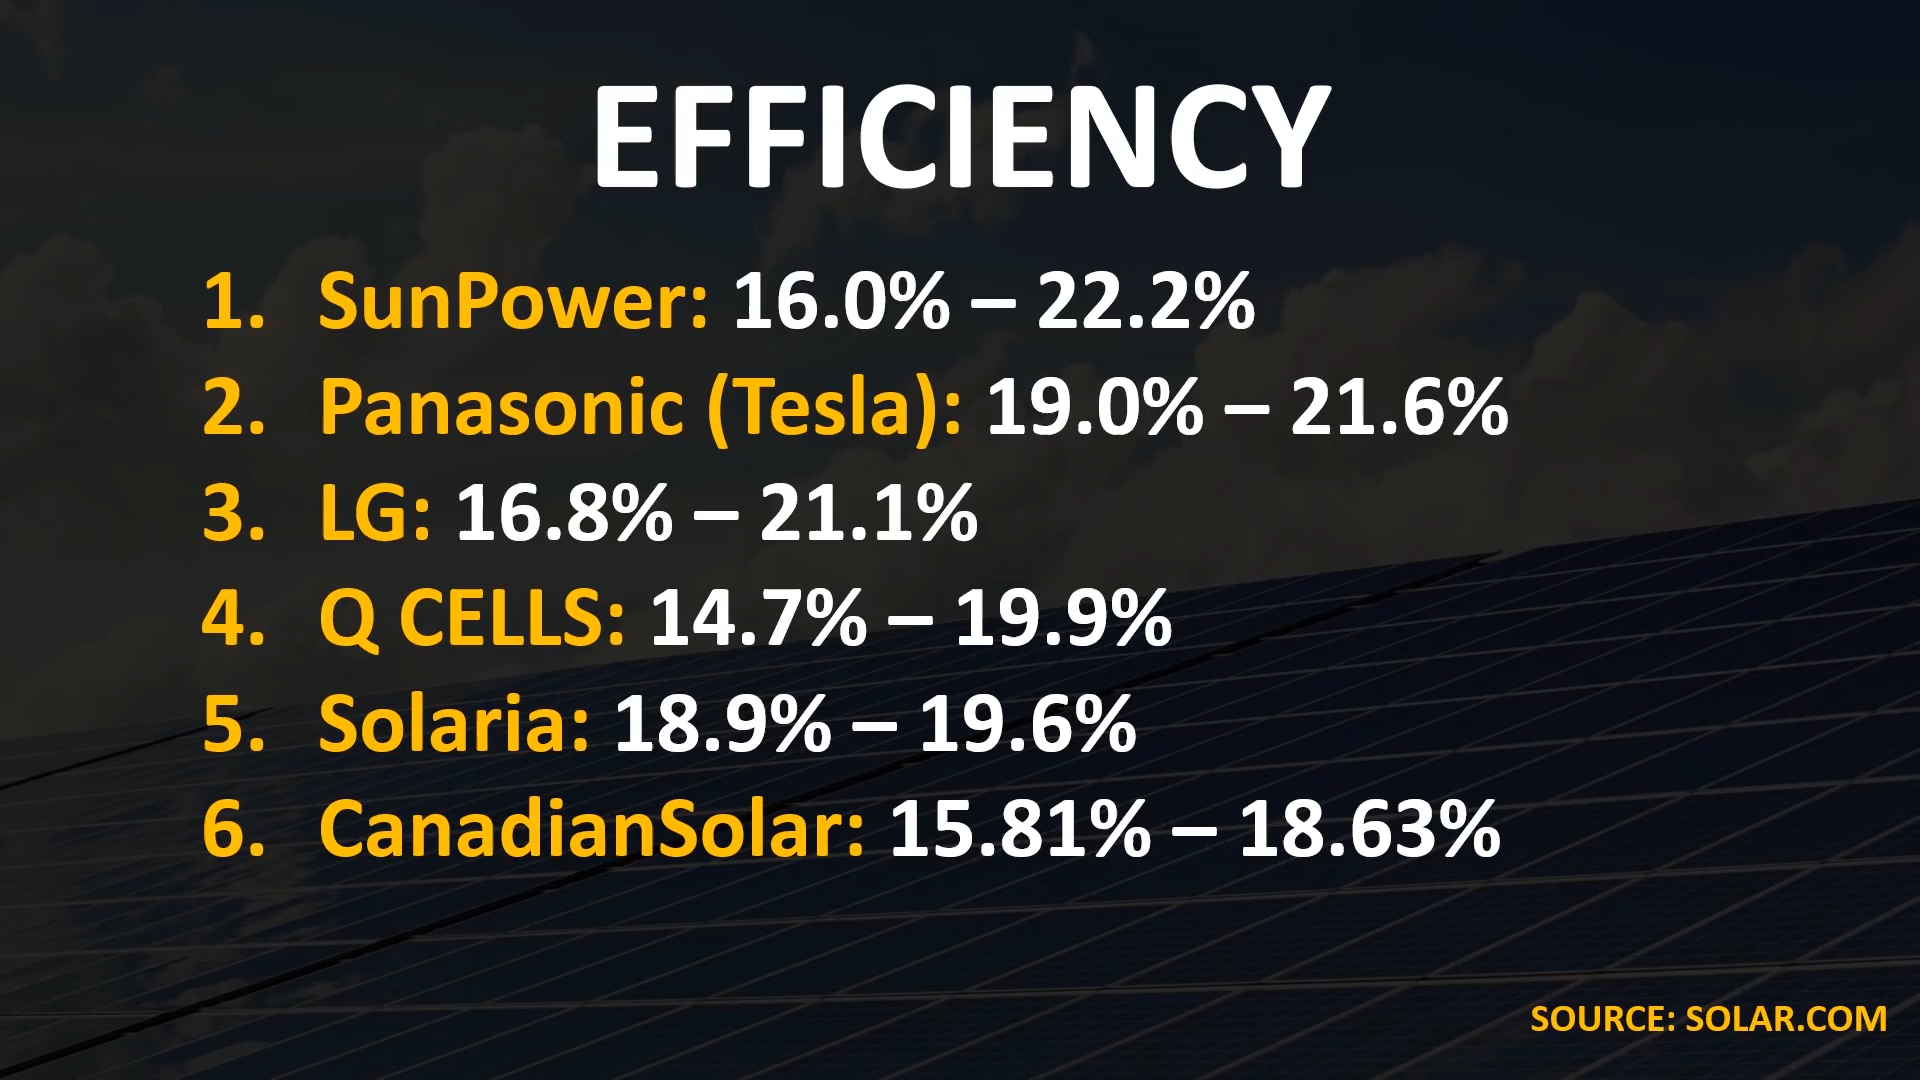 EFFICIENCY
1. SunPower: 16.0% – 22.2%
2. Panasonic (Tesla): 19.0% – 21.6%
3. LG: 16.8% – 21.1%
4. Q CELLS: 14.7% – 19.9%
5. Solaria: 18.9% – 19.6%
6. CanadianSolar: 15.81% – 18.63%
SOURCE: SOLAR.COM